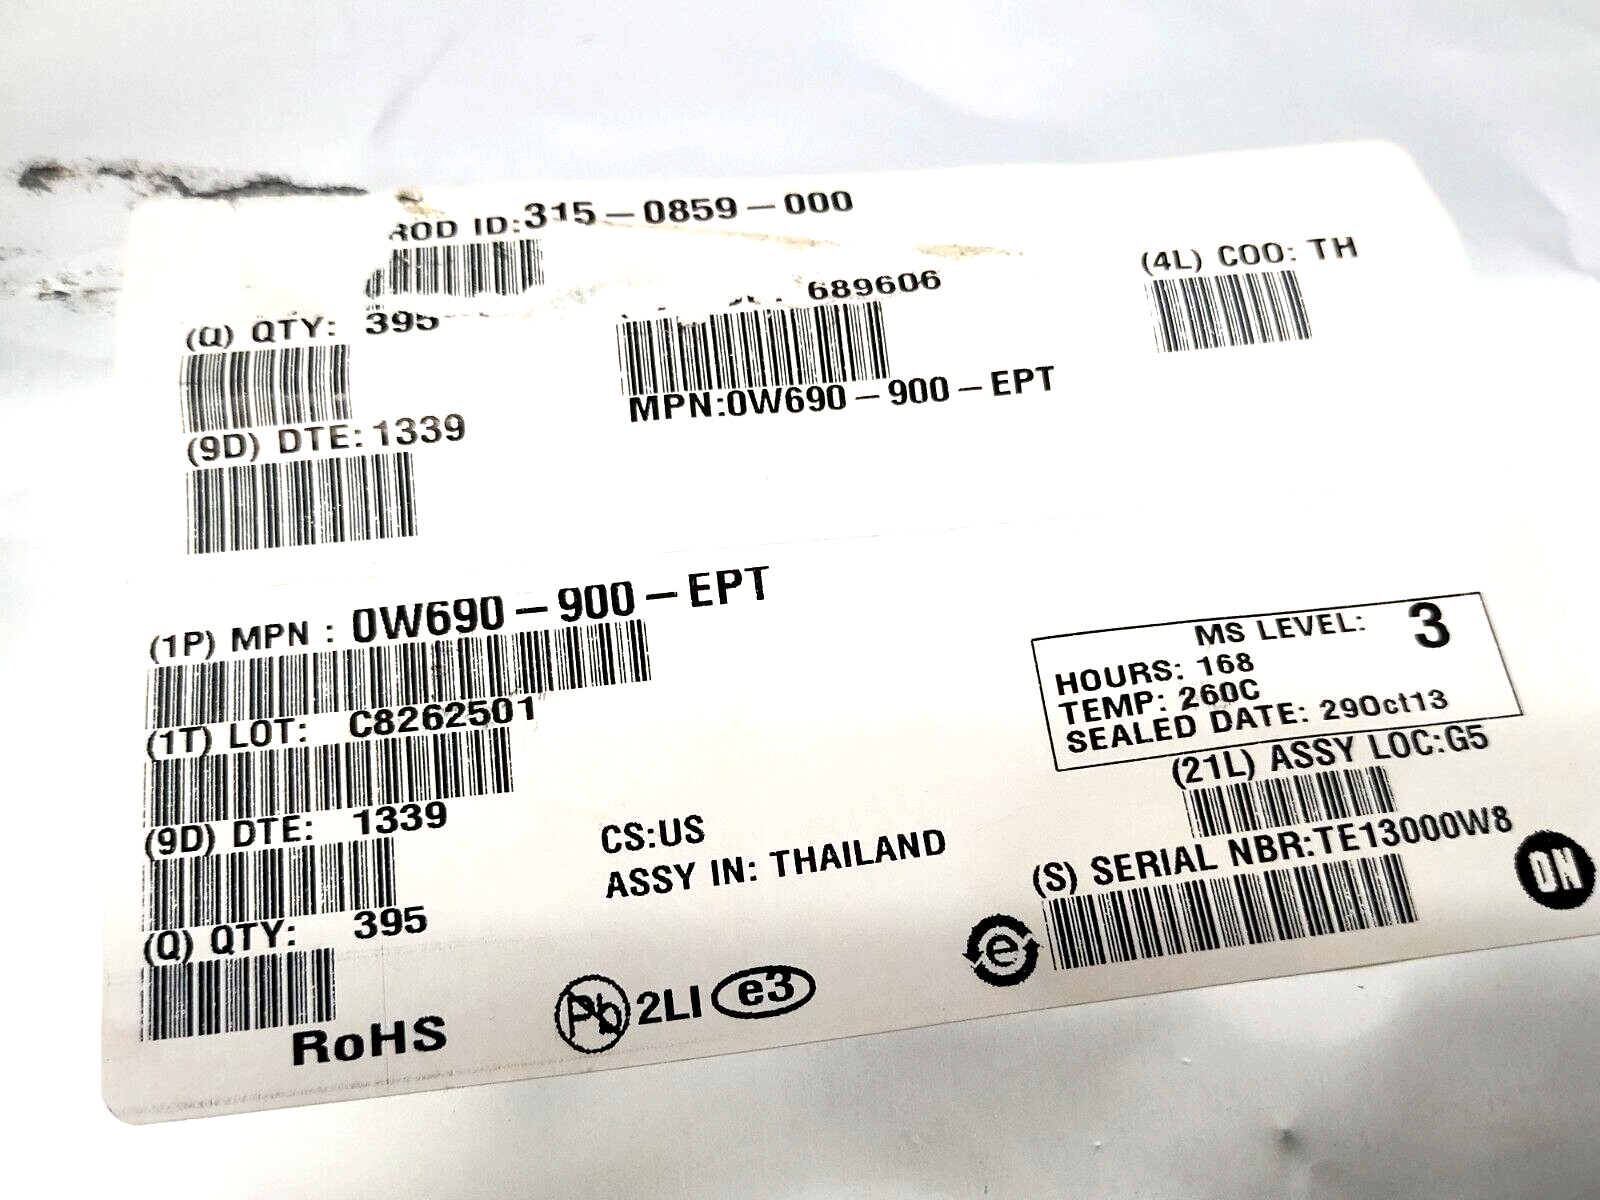 ROD ID:315-0859-000
(4L) COO: TH
689606
(Q) QTY: 395
MPN:0W690-900-EPT
(9D) DTE:1339
(1P) MPN : 0W690-900-EPT
MS LEVEL: 3
HOURS: 168
TEMP: 260C
SEALED DATE: 29Oct13
(1T) LOT: C8262501
(21L) ASSY LOC:G5
(9D) DTE: 1339
CS:US
ASSY IN: THAILAND
(S) SERIAL NBR:TE13000W8
ON
(Q) QTY: 395
e
RoHS
Pb 2LI e3